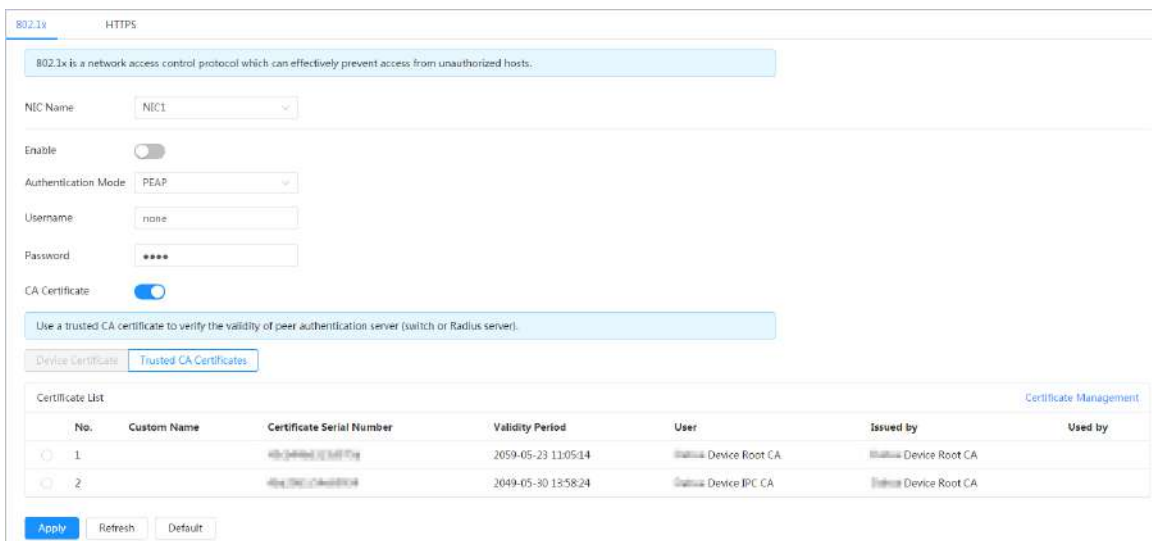 802.1x HTTPS
802.1x is a network access control protocol which can effectively prevent access from unauthorized hosts.
NIC Name NIC1
Enable
Authentication Mode PEAP
Username none
Password ••••
CA Certificate
Use a trusted CA certificate to verify the validity of peer authentication server (switch or Radius server).
Device Certificate Trusted CA Certificates
Certificate List Certificate Management
No. Custom Name Certificate Serial Number Validity Period User Issued by Used by
1 2059-05-23 11:05:14 Device Root CA Device Root CA
2 2049-05-30 13:58:24 Device IPC CA Device Root CA
Apply Refresh Default